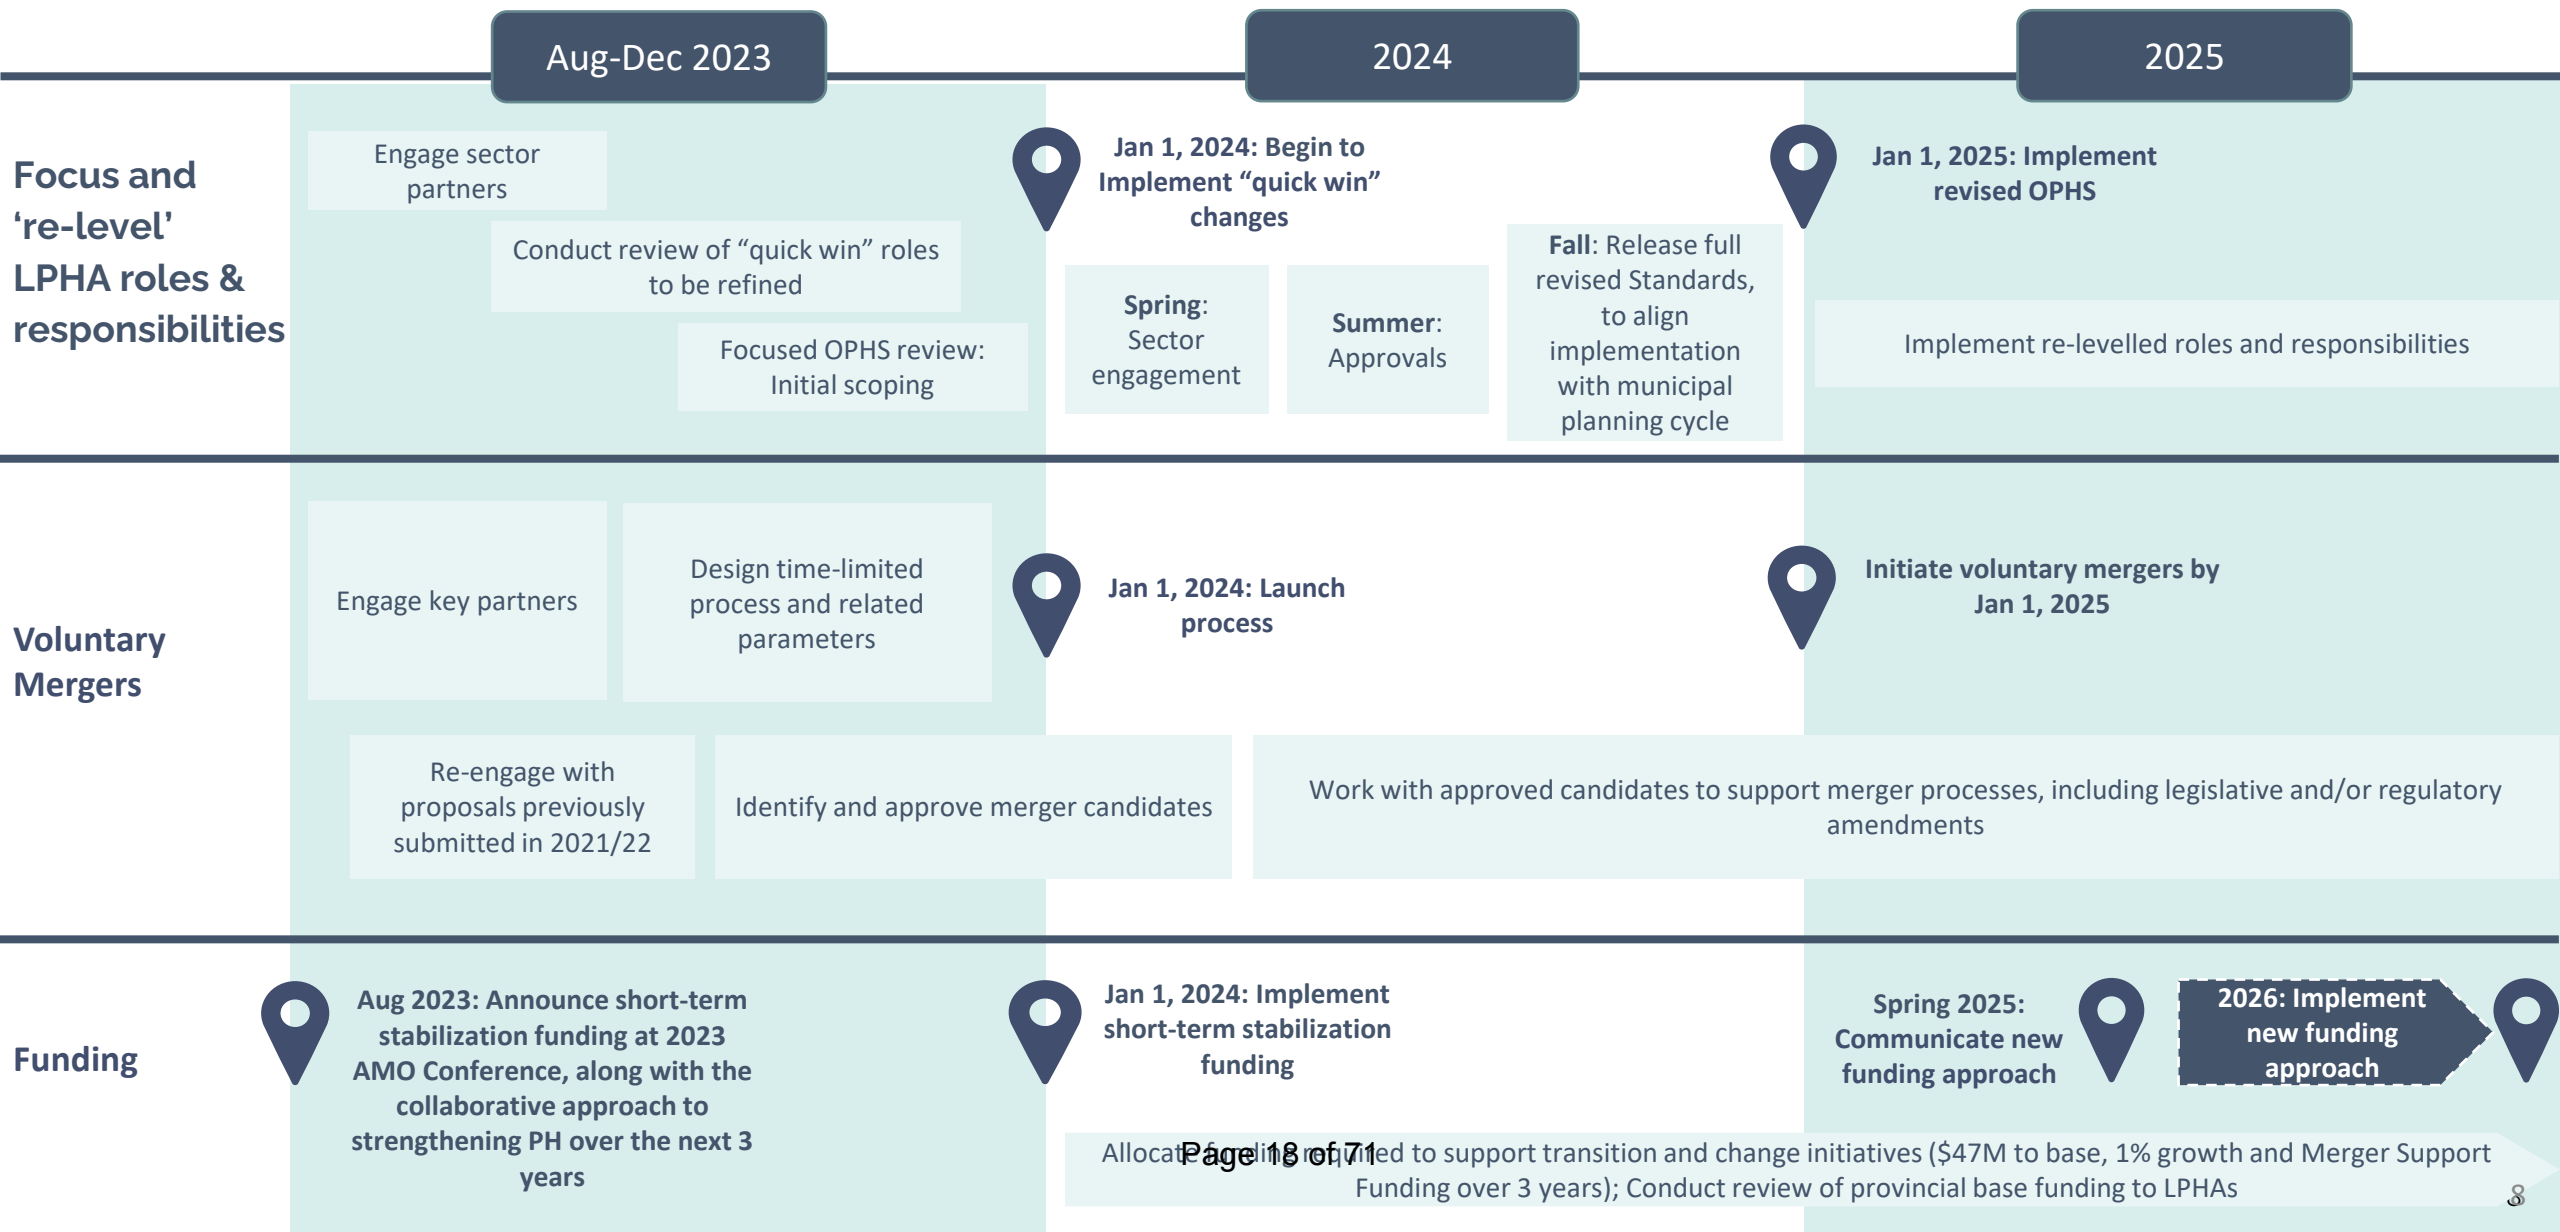 Aug-Dec 2023
2024
2025
Focus and
‘re-level’
LPHA roles &
responsibilities
Engage sector
partners
Conduct review of “quick win” roles
to be refined
Focused OPHS review:
Initial scoping
Jan 1, 2024: Begin to
Implement “quick win”
changes
Spring:
Sector
engagement
Summer:
Approvals
Fall: Release full
revised Standards,
to align
implementation
with municipal
planning cycle
Jan 1, 2025: Implement
revised OPHS
Implement re-levelled roles and responsibilities
Voluntary
Mergers
Engage key partners
Design time-limited
process and related
parameters
Jan 1, 2024: Launch
process
Initiate voluntary mergers by
Jan 1, 2025
Re-engage with
proposals previously
submitted in 2021/22
Identify and approve merger candidates
Work with approved candidates to support merger processes, including legislative and/or regulatory
amendments
Funding
Aug 2023: Announce short-term
stabilization funding at 2023
AMO Conference, along with the
collaborative approach to
strengthening PH over the next 3
years
Jan 1, 2024: Implement
short-term stabilization
funding
Spring 2025:
Communicate new
funding approach
2026: Implement
new funding
approach
Allocate funding required to support transition and change initiatives ($47M to base, 1% growth and Merger Support
Funding over 3 years); Conduct review of provincial base funding to LPHAs
Page 18 of 71
8